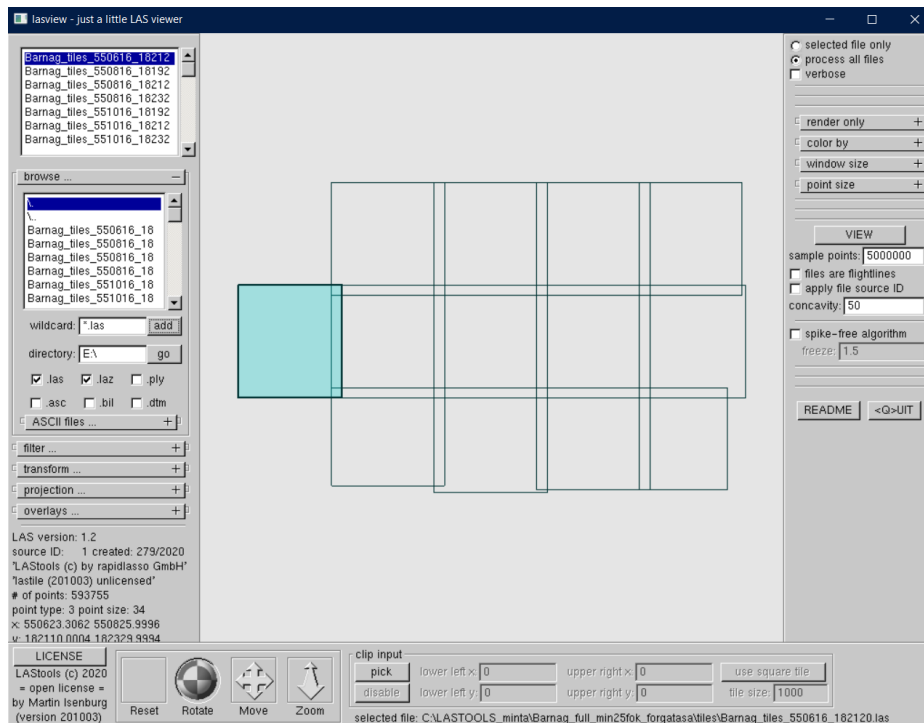 lasview - just a little LAS viewer
Barnag_tiles_550616_18212
Barnag_tiles_550816_18192
Barnag_tiles_550816_18212
Barnag_tiles_550816_18232
Barnag_tiles_551016_18192
Barnag_tiles_551016_18212
Barnag_tiles_551016_18232
browse ...
\.
\..
Barnag_tiles_550616_18
Barnag_tiles_550816_18
Barnag_tiles_550816_18
Barnag_tiles_550816_18
Barnag_tiles_551016_18
Barnag_tiles_551016_18
wildcard: *.las add
directory: E:\ go
.las .laz .ply
.asc .bil .dtm
ASCII files ... +
filter ... +
transform ... +
projection ... +
overlays ... +
LAS version: 1.2
source ID: 1 created: 279/2020
'LAStools (c) by rapidlasso GmbH'
'lastile (201003) unlicensed'
# of points: 593755
point type: 3 point size: 34
x: 550623.3062 550825.9996
y: 182110.0004 182329.9994
LICENSE
LAStools (c) 2020
= open license =
by Martin Isenburg
(version 201003)
Reset Rotate Move Zoom
clip input
pick lower left x: 0 upper right x: 0 use square tile
disable lower left y: 0 upper right y: 0 tile size: 1000
selected file: C:\LASTOOLS_minta\Barnag_full_min25fok_forgatasa\tiles\Barnag_tiles_550616_182120.las
selected file only
process all files
verbose
render only +
color by +
window size +
point size +
VIEW
sample points: 5000000
files are flightlines
apply file source ID
concavity: 50
spike-free algorithm
freeze: 1.5
README <Q>UIT